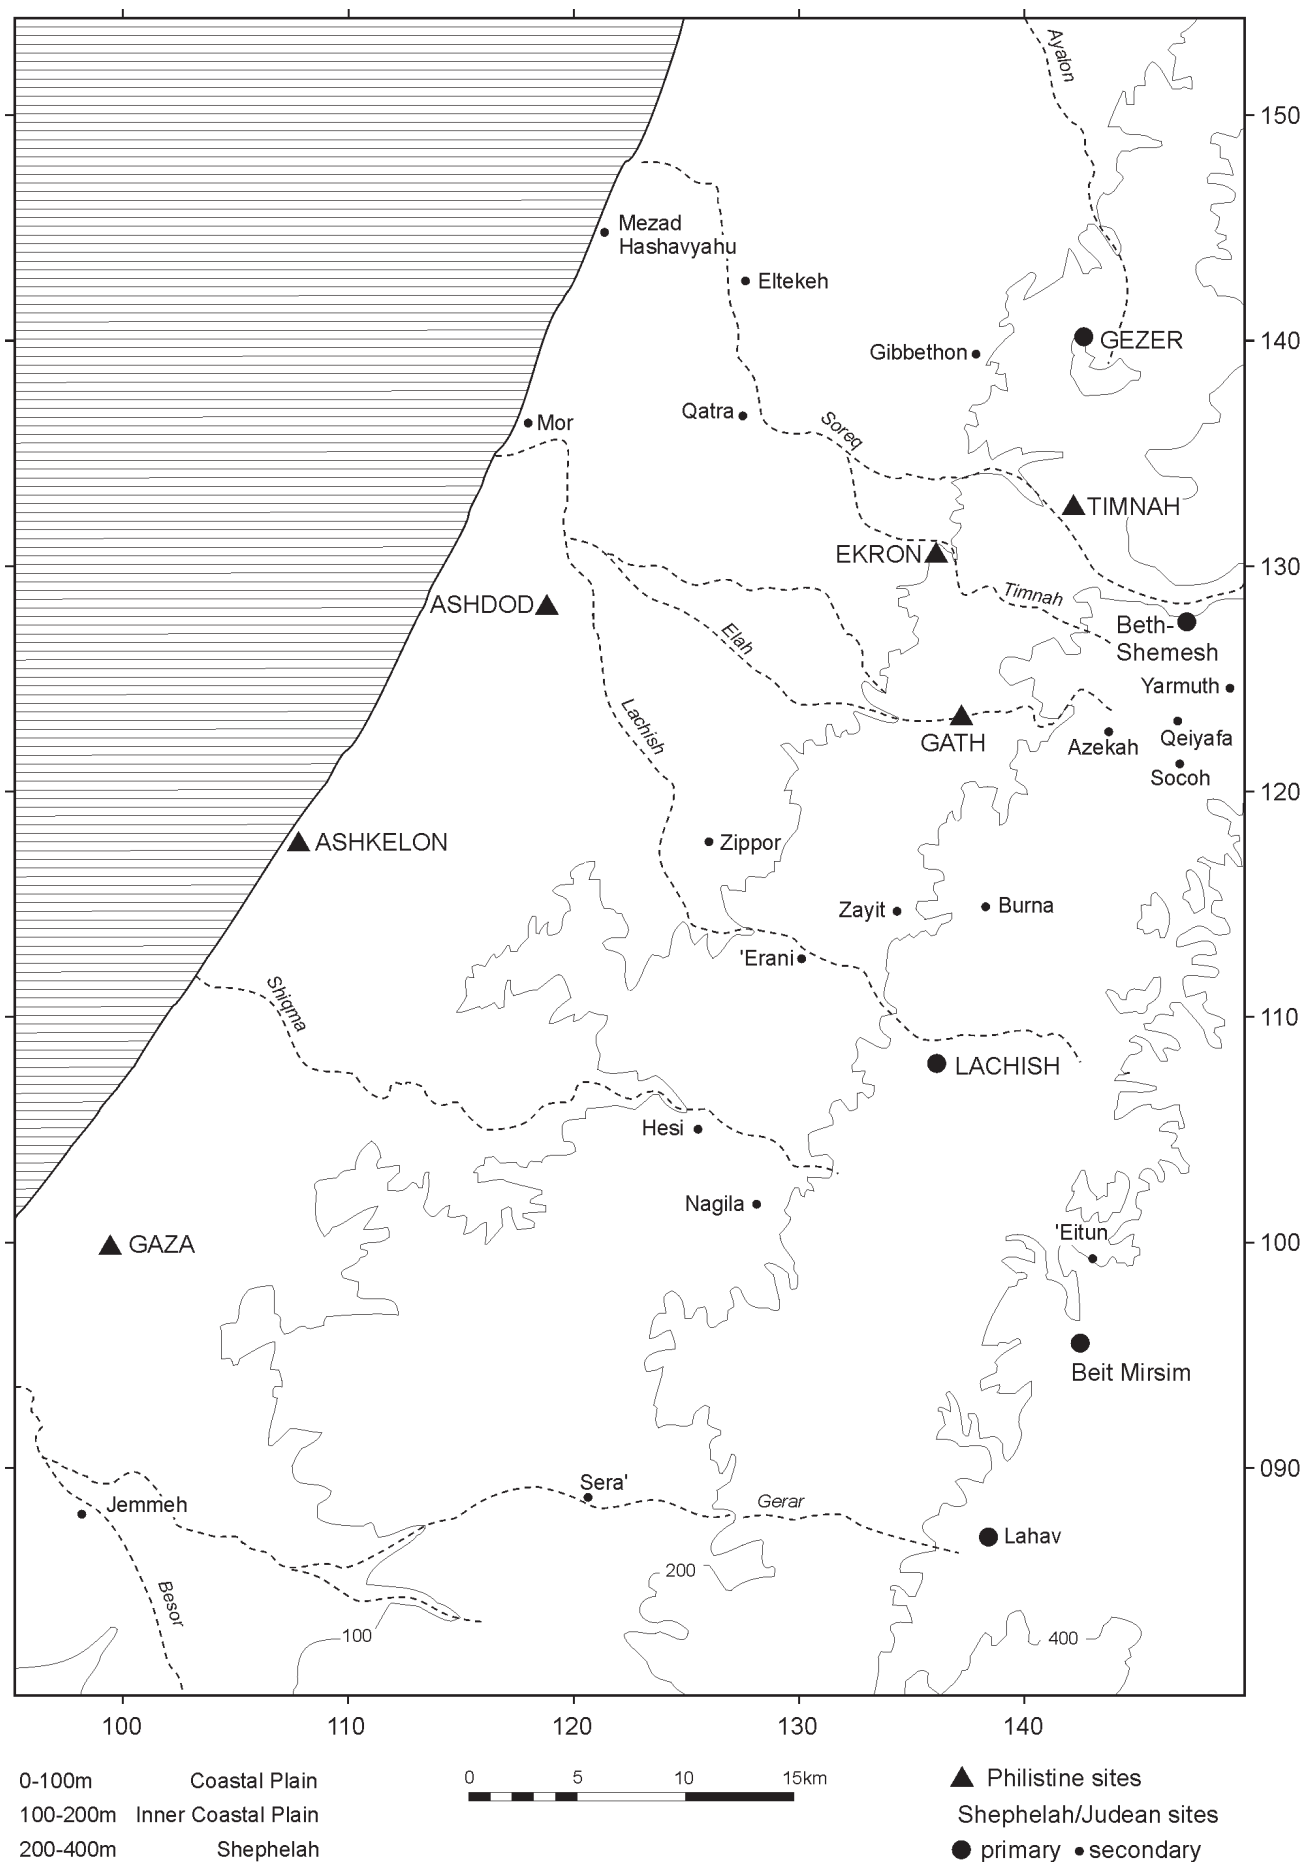 Ayalon
150
Mezad
Hashavyahu
Eltekeh
Gibbethon
GEZER
140
Mor
Qatra
Soreq
TIMNAH
EKRON
130
Timnah
ASHDOD
Beth-
Shemesh
Elah
Yarmuth
Lachish
GATH
Azekah
Qeiyafa
Socoh
120
ASHKELON
Zippor
Zayit
Burna
'Erani
Shiqma
110
LACHISH
Hesi
Nagila
'Eitun
GAZA
100
Beit Mirsim
090
Sera'
Jemmeh
Gerar
Lahav
200
Besor
100
400
100 110 120 130 140
0-100m Coastal Plain
100-200m Inner Coastal Plain
200-400m Shephelah
0 5 10 15km
Philistine sites
Shephelah/Judean sites
primary secondary